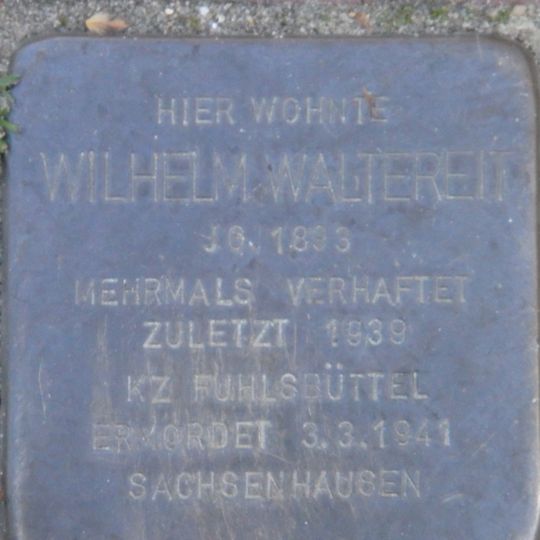 HIER WOHNTE
WILHELM WALTEREIT
JG. 1893
MEHRMALS VERHAFTET
ZULETZT 1939
KZ FUHLSBÜTTEL
ERMORDET 3.3.1941
SACHSENHAUSEN